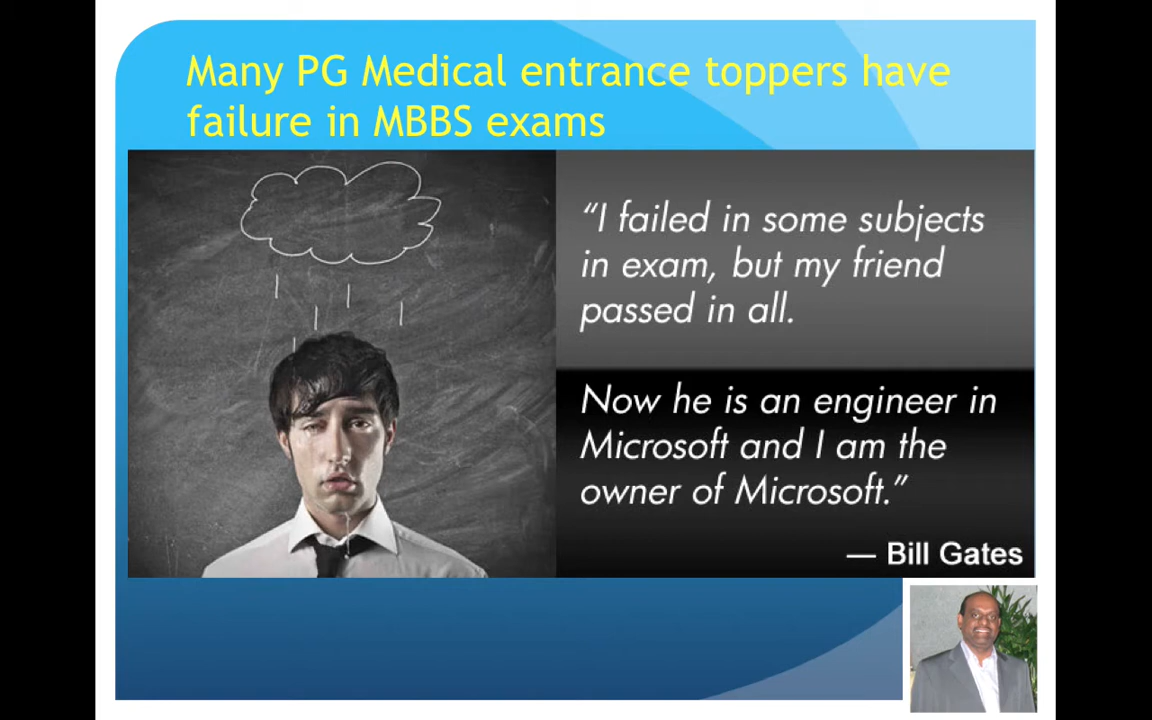 Many PG Medical entrance toppers have
failure in MBBS exams
“I failed in some subjects
in exam, but my friend
passed in all.
Now he is an engineer in
Microsoft and I am the
owner of Microsoft.”
— Bill Gates